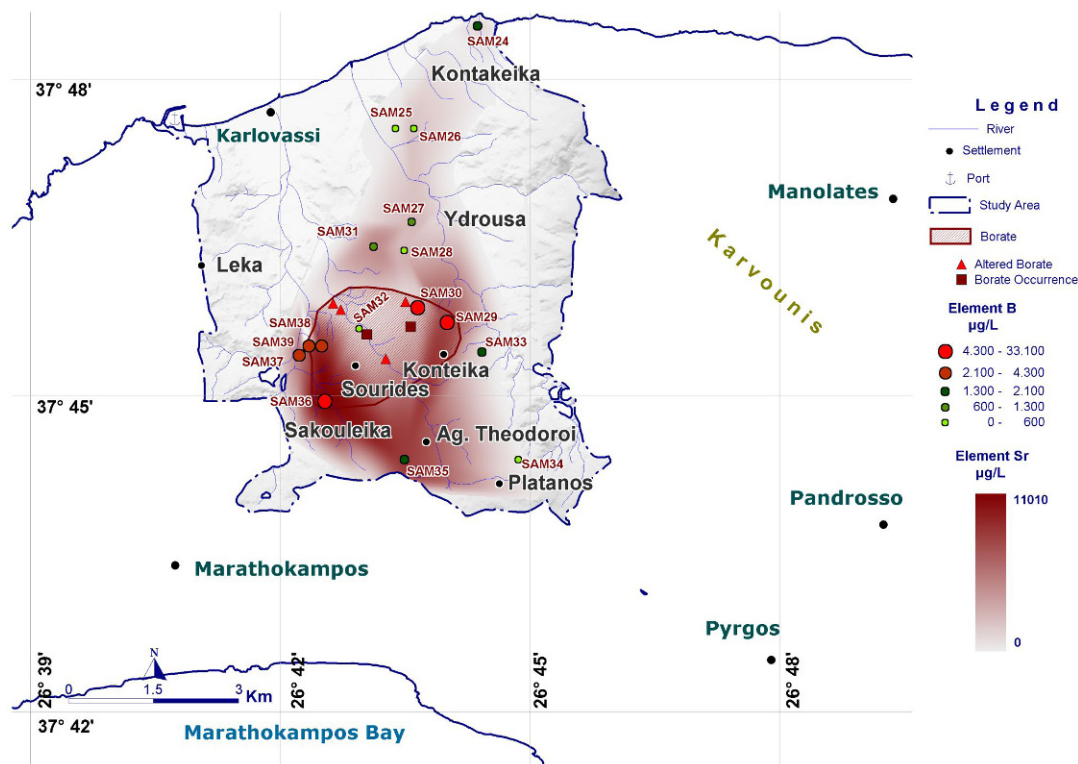 SAM24
Kontakeika
37° 48'
SAM25
SAM26
Karlovassi
Legend
River
Settlement
Port
Study Area
Borate
Altered Borate
Borate Occurrence
Element B
µg/L
4.300 - 33.100
2.100 - 4.300
1.300 - 2.100
600 - 1.300
0 - 600
Element Sr
µg/L
11010
0
Manolates
SAM27
Ydrousa
SAM31
SAM28
Karvounis
Leka
SAM32
SAM30
SAM38
SAM29
SAM39
SAM33
SAM37
Konteika
Sourides
37° 45'
SAM36
Sakouleika
Ag. Theodoroi
SAM34
SAM35
Platanos
Pandrosso
Marathokampos
Pyrgos
26° 39'
26° 42'
26° 45'
26° 48'
N
0 1.5 3 Km
37° 42'
Marathokampos Bay